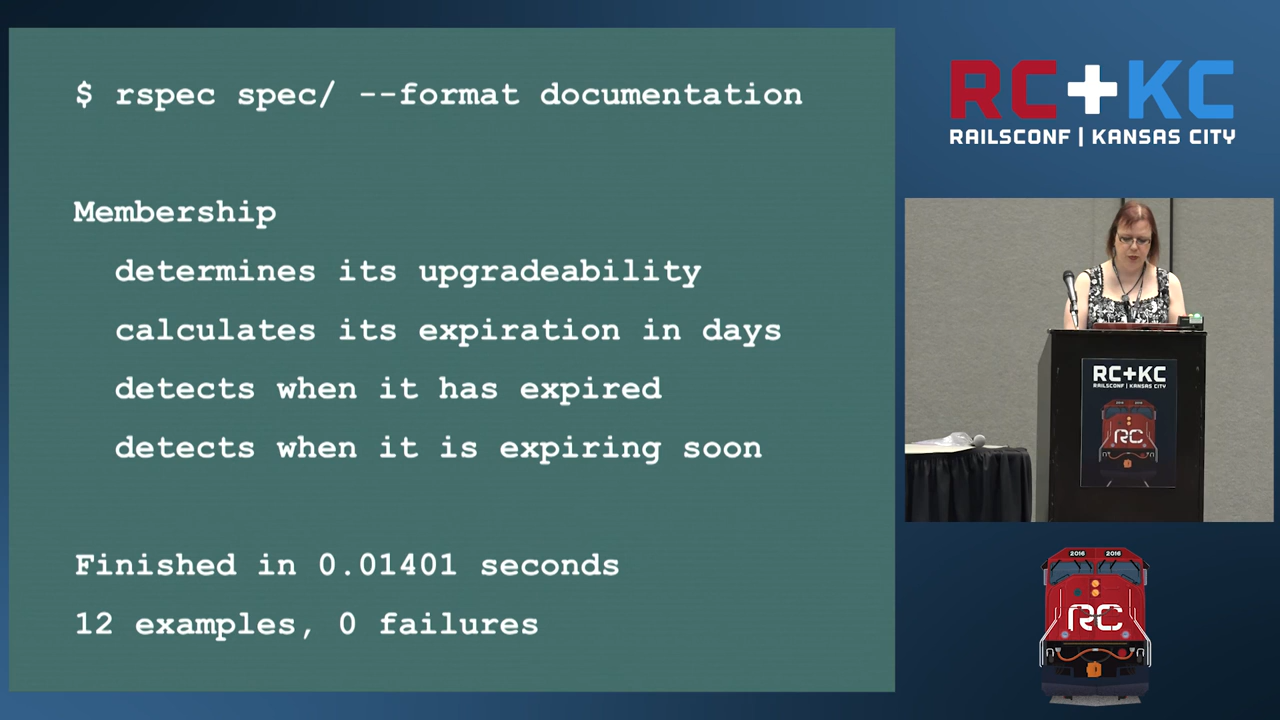 $ rspec spec/ --format documentation
Membership
determines its upgradeability
calculates its expiration in days
detects when it has expired
detects when it is expiring soon
Finished in 0.01401 seconds
12 examples, 0 failures
RC+KC
RAILSCONF | KANSAS CITY
RC+KC
RAILSCONF | KANSAS CITY
RC
2016 2016
RC